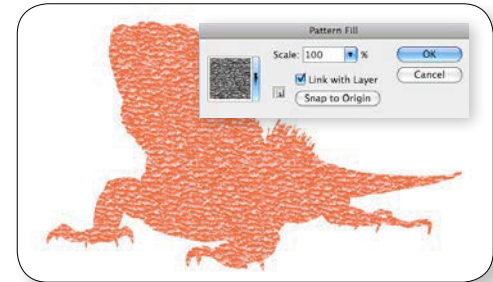 Pattern Fill
Scale: 100 %
OK
Link with Layer
Cancel
Snap to Origin